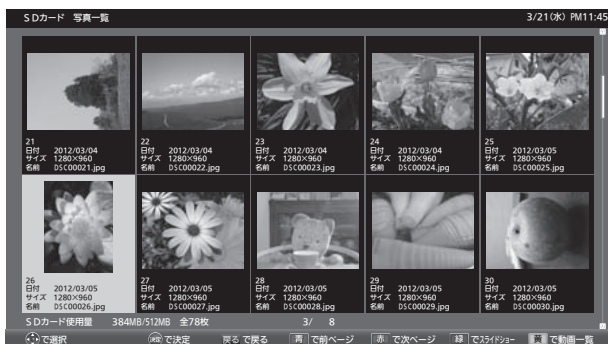 SDカード 写真一覧 3/21(水) PM11:45
21 22 23 24 25
日付 2012/03/04 日付 2012/03/04 日付 2012/03/04 日付 2012/03/04 日付 2012/03/05
サイズ 1280×960 サイズ 1280×960 サイズ 1280×960 サイズ 1280×960 サイズ 1280×960
名前 DSC00021.jpg 名前 DSC00022.jpg 名前 DSC00023.jpg 名前 DSC00024.jpg 名前 DSC00025.jpg
26 27 28 29 30
日付 2012/03/05 日付 2012/03/05 日付 2012/03/05 日付 2012/03/05 日付 2012/03/05
サイズ 1280×960 サイズ 1280×960 サイズ 1280×960 サイズ 1280×960 サイズ 1280×960
名前 DSC00026.jpg 名前 DSC00027.jpg 名前 DSC00028.jpg 名前 DSC00029.jpg 名前 DSC00030.jpg
SDカード使用量 384MB/512MB 全78枚 3/ 8
で選択 決定 で決定 戻る で戻る 青 で前ページ 赤 で次ページ 緑 でスライドショー 黄 で動画一覧